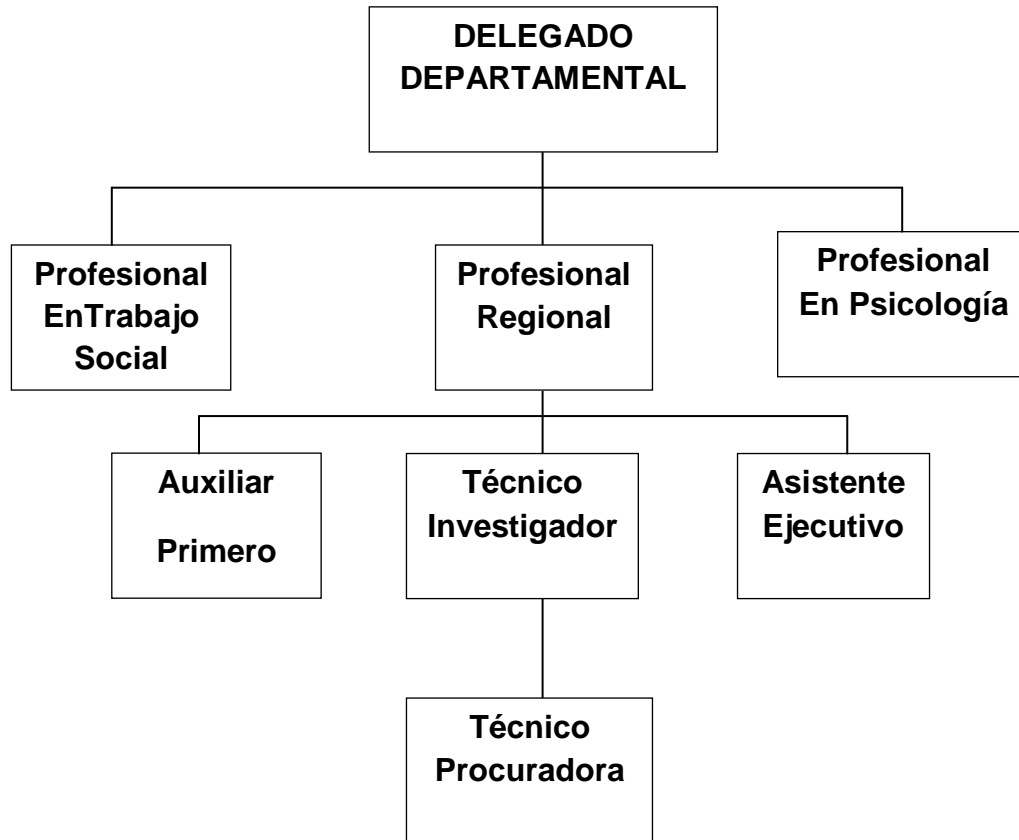 DELEGADO
DEPARTAMENTAL
Profesional
EnTrabajo
Social
Profesional
Regional
Profesional
En Psicología
Auxiliar
Primero
Técnico
Investigador
Asistente
Ejecutivo
Técnico
Procuradora